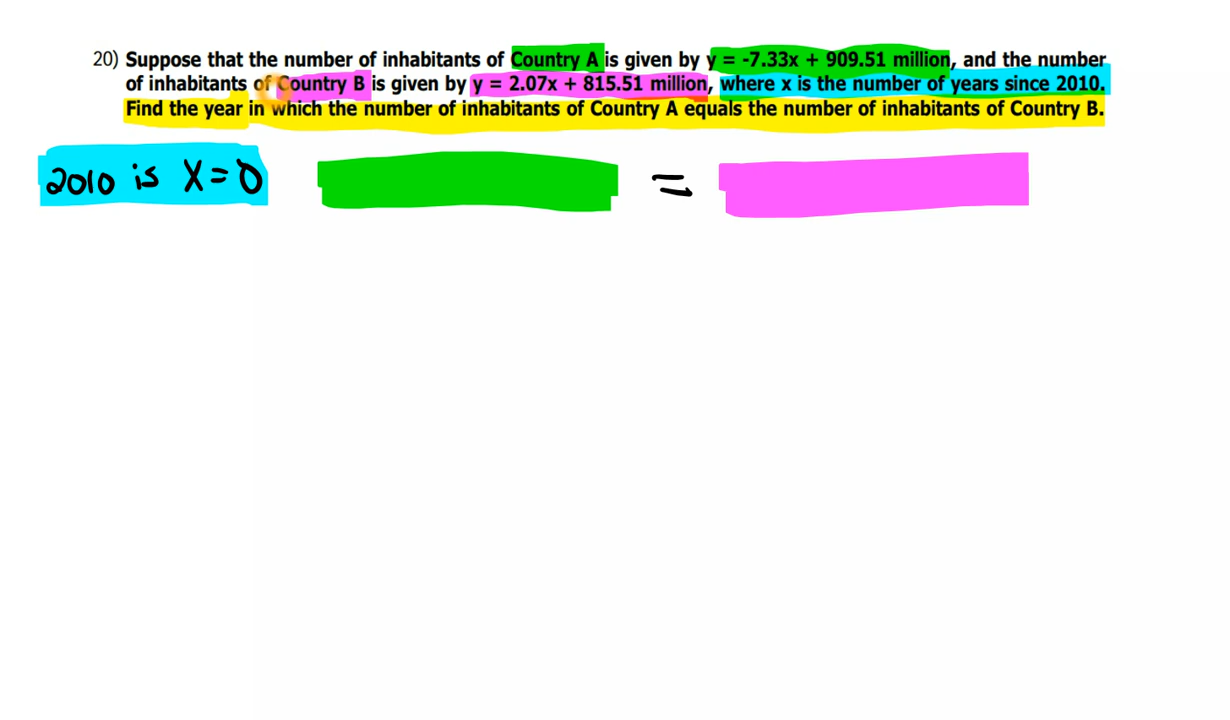 20) Suppose that the number of inhabitants of Country A is given by y = -7.33x + 909.51 million, and the number
of inhabitants of Country B is given by y = 2.07x + 815.51 million, where x is the number of years since 2010.
Find the year in which the number of inhabitants of Country A equals the number of inhabitants of Country B.
2010 is X = 0 =